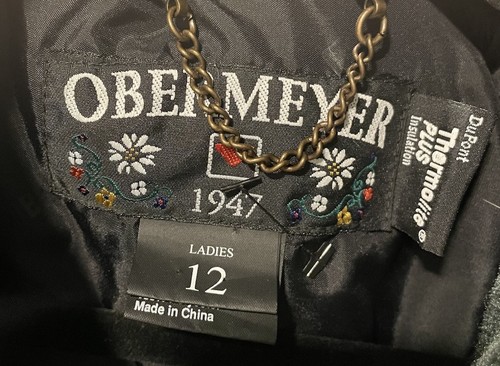 OBERMEYER
1947
LADIES
12
Made in China
DuPont
Thermolite®
PLUS
Insulation